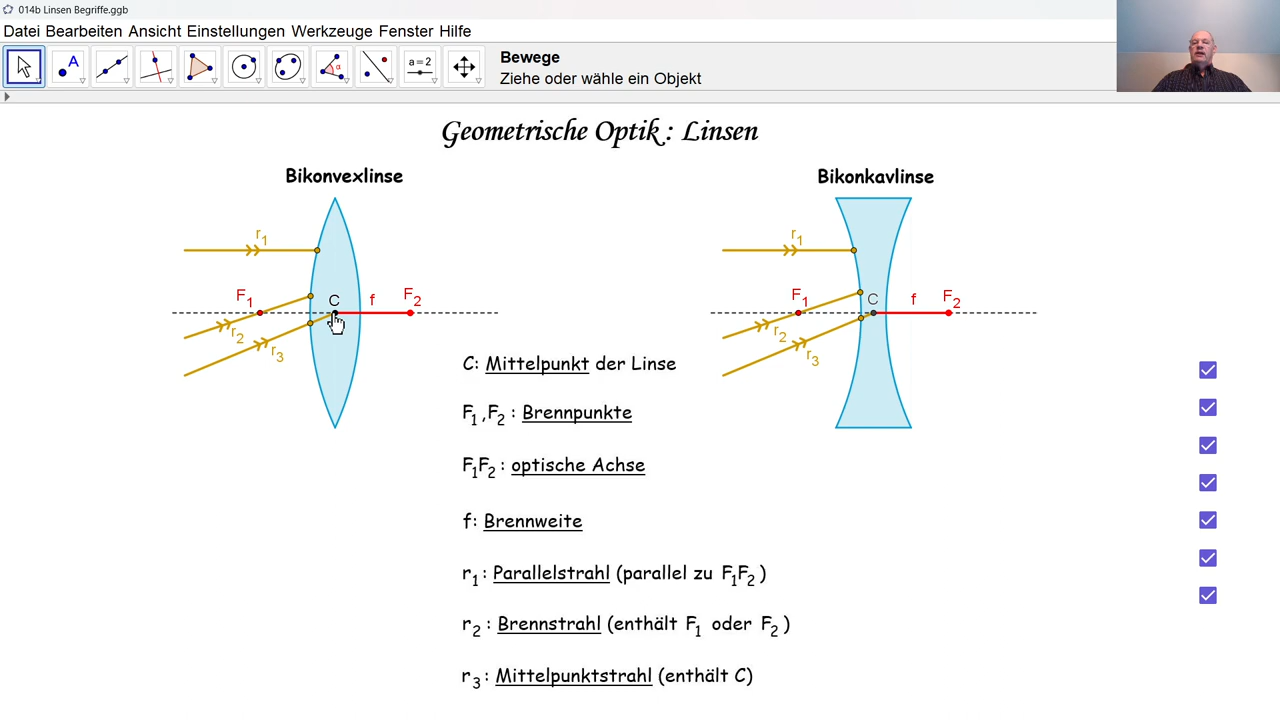 014b Linsen Begriffe.ggb
Datei Bearbeiten Ansicht Einstellungen Werkzeuge Fenster Hilfe
A
α
a=2
Bewege
Ziehe oder wähle ein Objekt
Geometrische Optik : Linsen
Bikonvexlinse
Bikonkavlinse
r1
r1
F1
C
f
F2
F1
C
f
F2
r2
r3
r2
r3
C: Mittelpunkt der Linse
F1 ,F2 : Brennpunkte
F1F2 : optische Achse
f: Brennweite
r1 : Parallelstrahl (parallel zu F1F2 )
r2 : Brennstrahl (enthält F1 oder F2 )
r3 : Mittelpunktstrahl (enthält C)